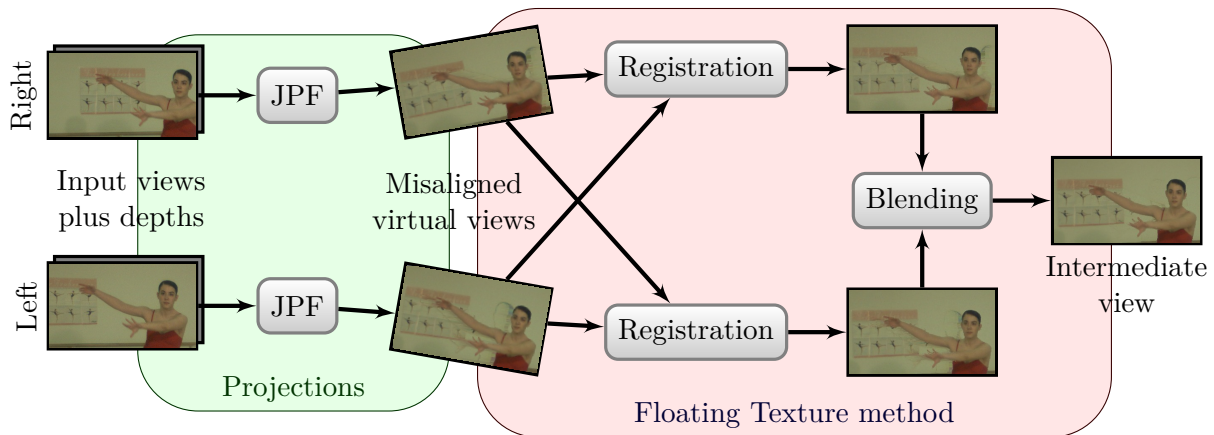 Right
JPF
Registration
Input views
plus depths
Misaligned
virtual views
Blending
Intermediate
view
Left
JPF
Registration
Projections
Floating Texture method